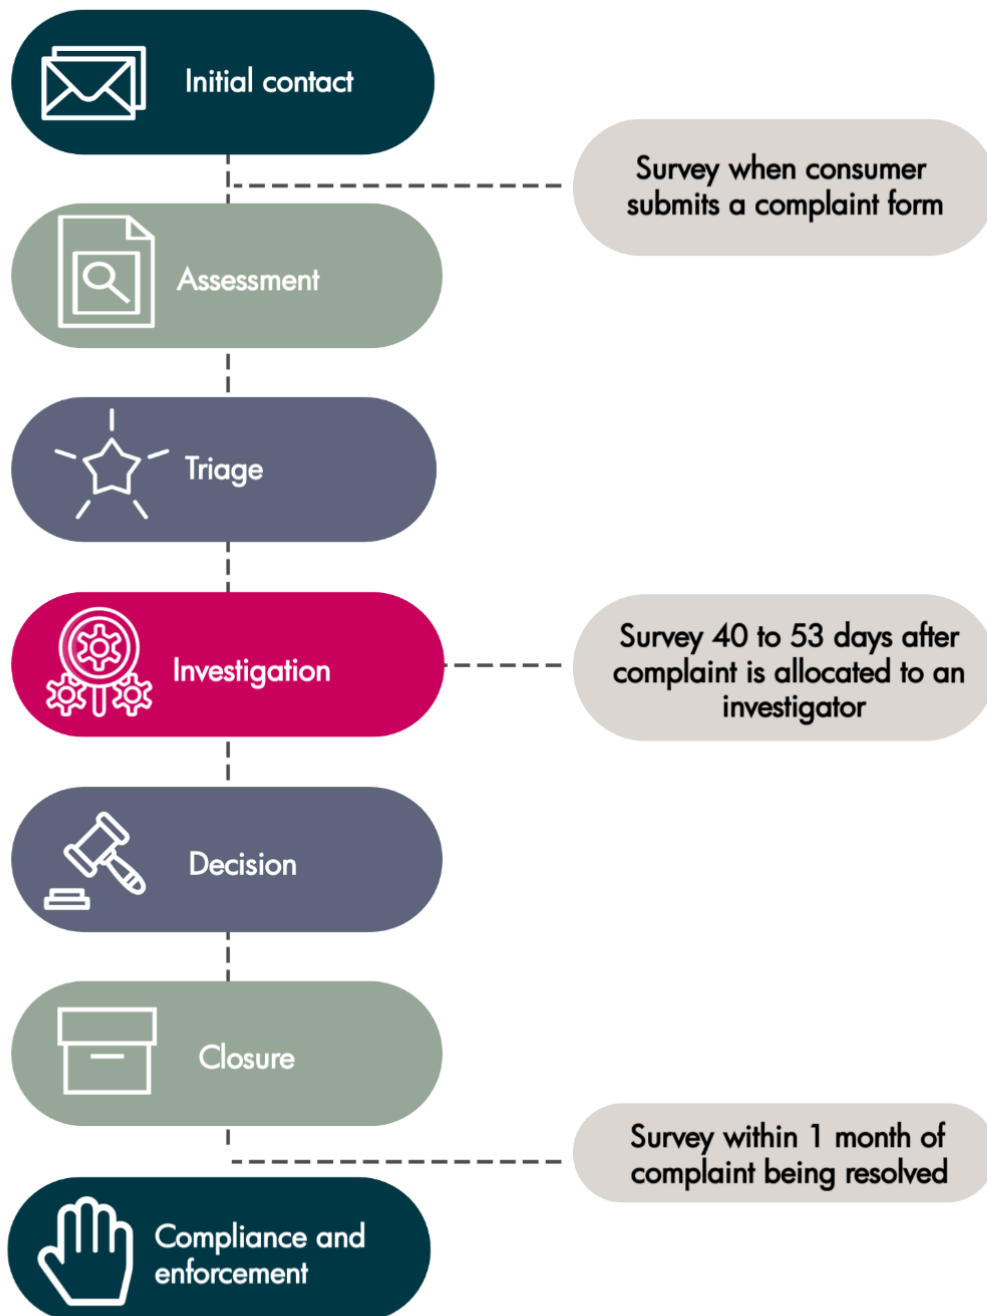 Initial contact
Survey when consumer
submits a complaint form
Assessment
Triage
Investigation
Survey 40 to 53 days after
complaint is allocated to an
investigator
Decision
Closure
Survey within 1 month of
complaint being resolved
Compliance and
enforcement